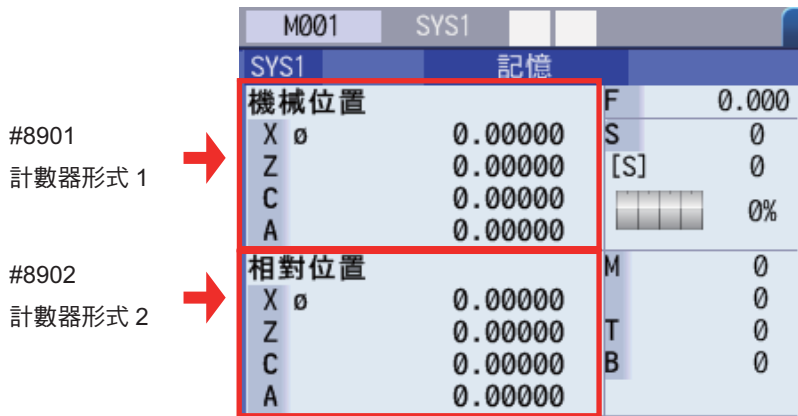 M001 SYS1
SYS1 記憶
#8901
計數器形式 1
機械位置
X ø 0.00000
Z 0.00000
C 0.00000
A 0.00000
F 0.000
S 0
[S] 0
0%
#8902
計數器形式 2
相對位置
X ø 0.00000
Z 0.00000
C 0.00000
A 0.00000
M 0
0
T 0
B 0